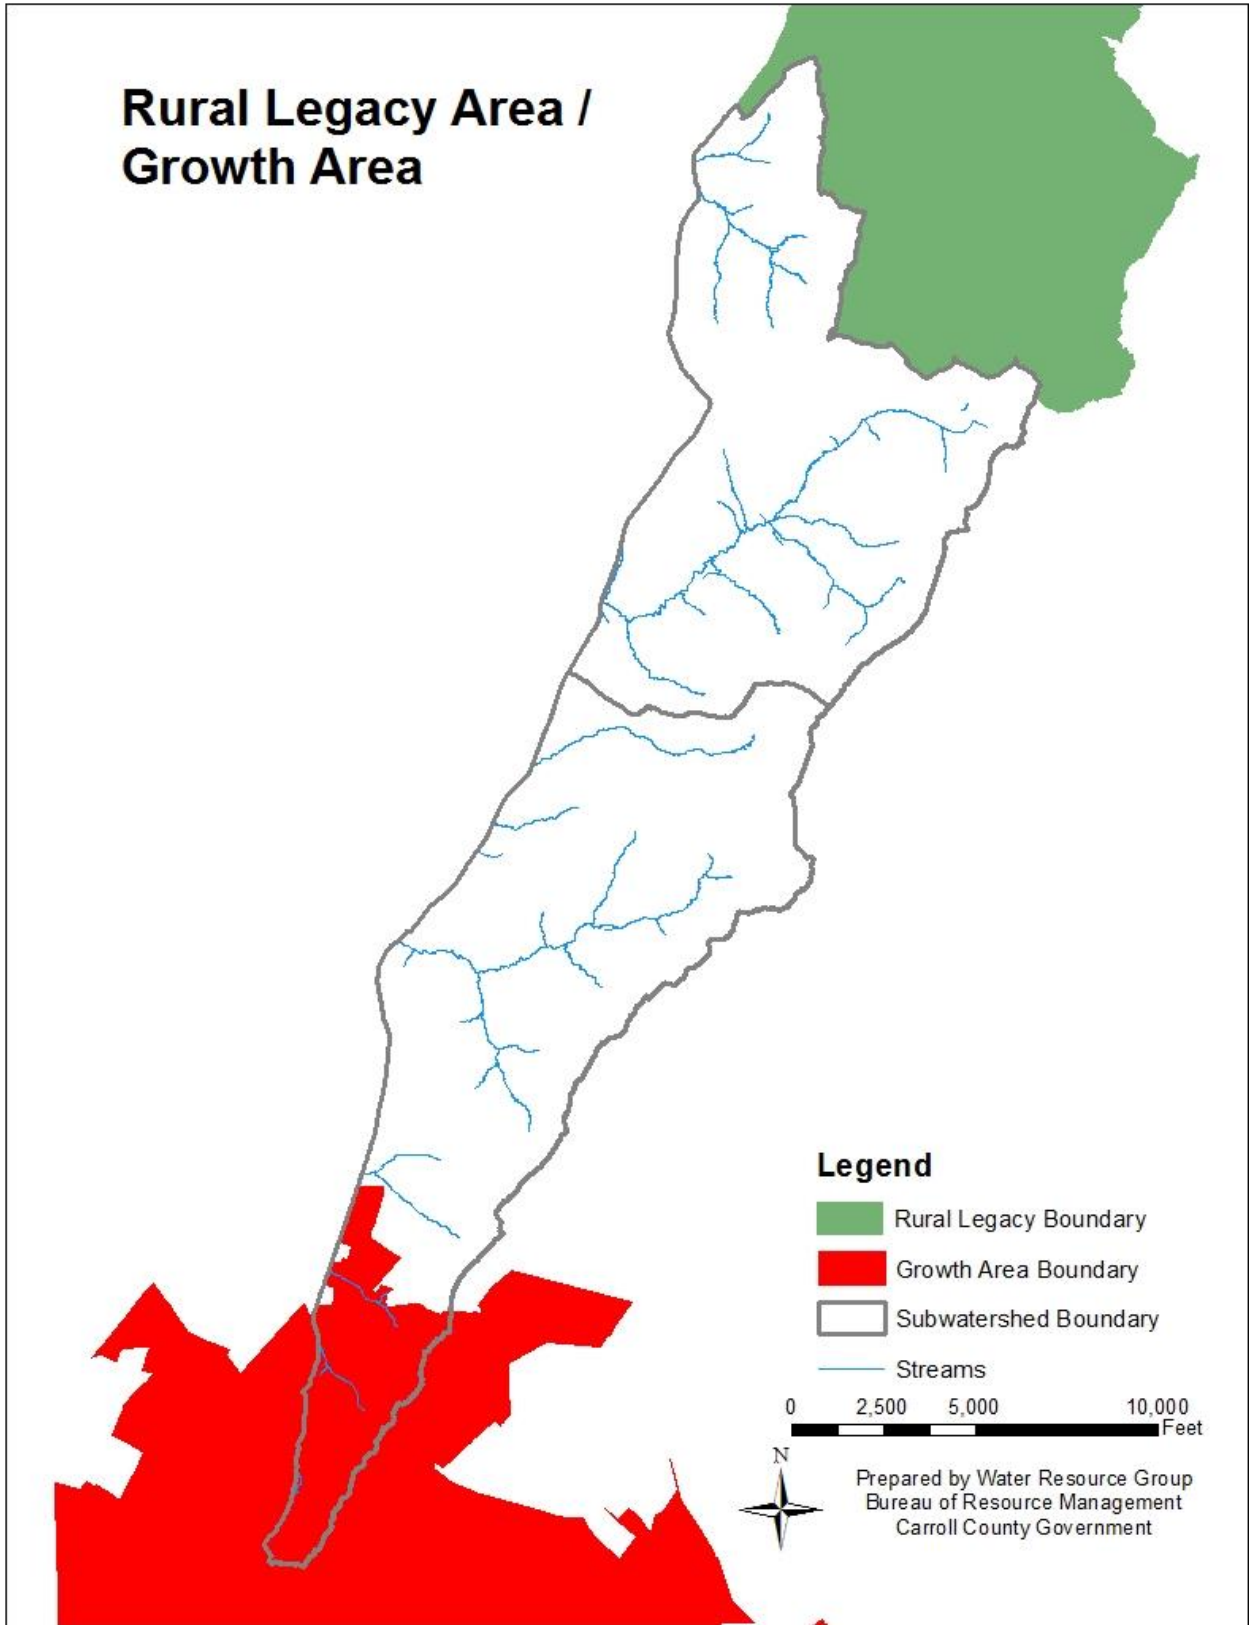 Rural Legacy Area /
Growth Area
Legend
Rural Legacy Boundary
Growth Area Boundary
Subwatershed Boundary
Streams
0 2,500 5,000 10,000
Feet
N
Prepared by Water Resource Group
Bureau of Resource Management
Carroll County Government